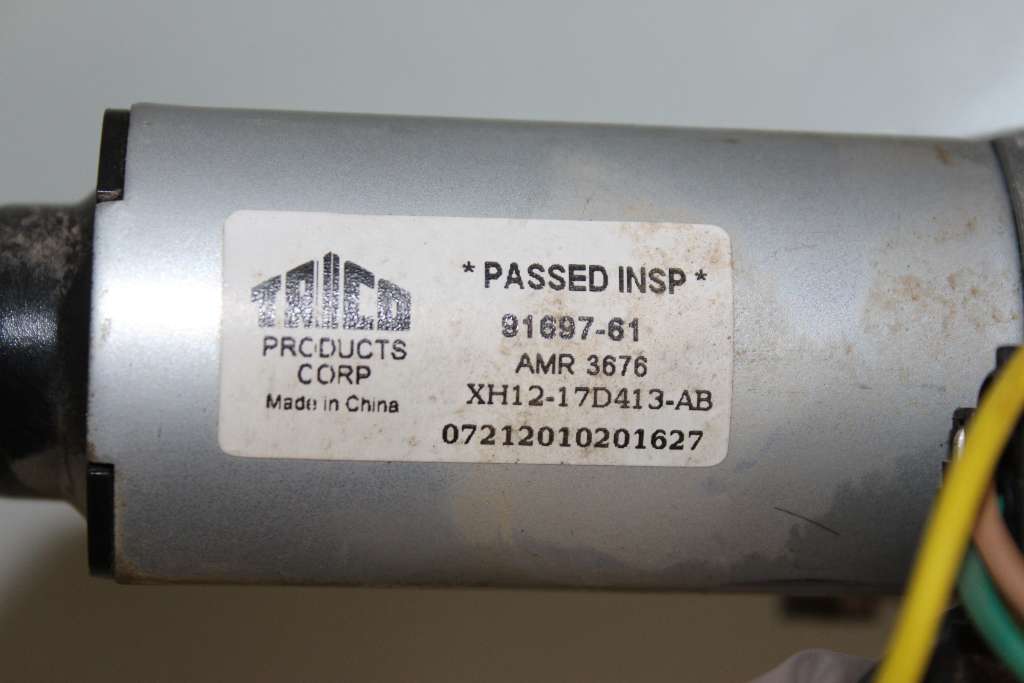 TRICO
PRODUCTS
CORP
Made in China
* PASSED INSP *
91697-61
AMR 3676
XH12-17D413-AB
07212010201627